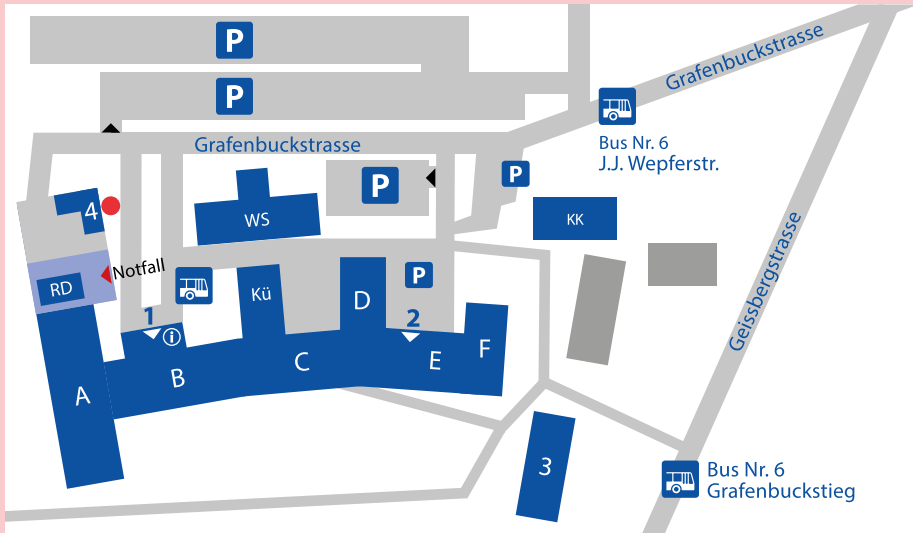 P
P
Grafenbuckstrasse
Bus Nr. 6
J.J. Wepferstr.
Grafenbuckstrasse
P
P
4
WS
KK
Notfall
RD
Kü
D
P
Geissbergstrasse
1
i
2
A
B
C
E
F
3
Bus Nr. 6
Grafenbuckstieg